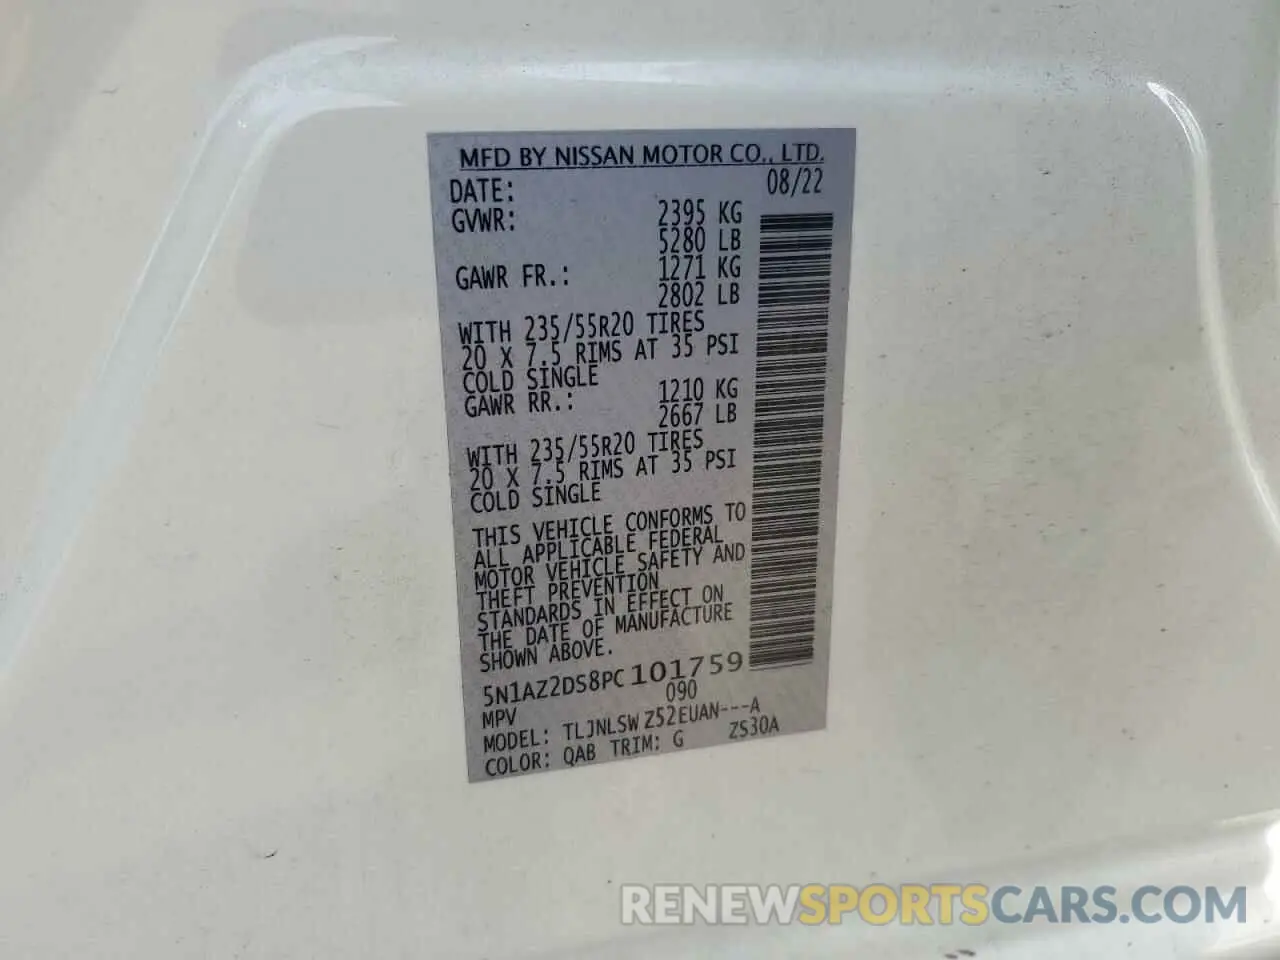 MFD BY NISSAN MOTOR CO., LTD.
DATE: 08/22
GVWR: 2395 KG
5280 LB
GAWR FR.: 1271 KG
2802 LB
WITH 235/55R20 TIRES
20 X 7.5 RIMS AT 35 PSI
COLD SINGLE
GAWR RR.: 1210 KG
2667 LB
WITH 235/55R20 TIRES
20 X 7.5 RIMS AT 35 PSI
COLD SINGLE
THIS VEHICLE CONFORMS TO
ALL APPLICABLE FEDERAL
MOTOR VEHICLE SAFETY AND
THEFT PREVENTION
STANDARDS IN EFFECT ON
THE DATE OF MANUFACTURE
SHOWN ABOVE.
5N1AZ2DS8PC101759
MPV 090
MODEL: TLJNLSWZ52EUAN---A
COLOR: QAB TRIM: G ZS30A
RENEWSPORTSCARS.COM